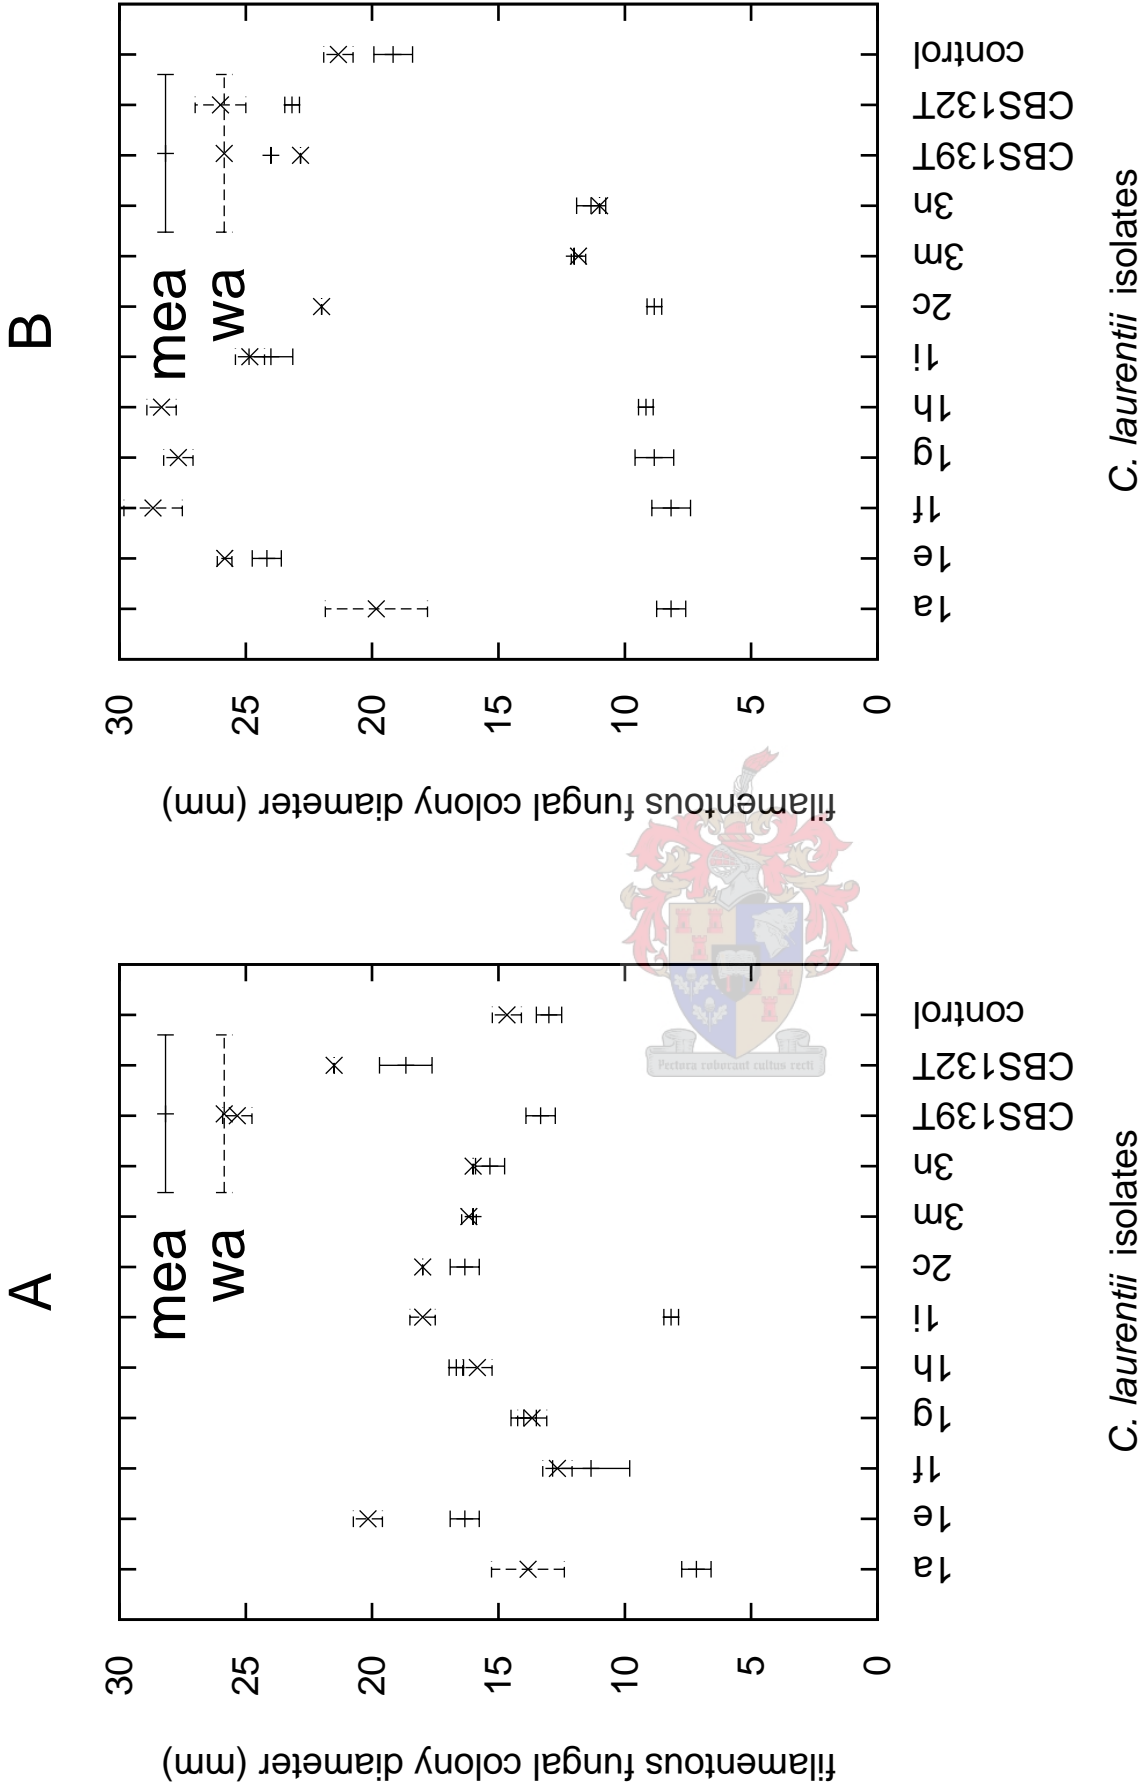 A
mea
wa
30
25
20
15
10
5
0
filamentous fungal colony diameter (mm)
1a
1e
1f
1g
1h
1i
2c
3m
3n
CBS139T
CBS132T
control
C. laurentii isolates
B
mea
wa
30
25
20
15
10
5
0
filamentous fungal colony diameter (mm)
1a
1e
1f
1g
1h
1i
2c
3m
3n
CBS139T
CBS132T
control
C. laurentii isolates
Pectora roborant cultus recti